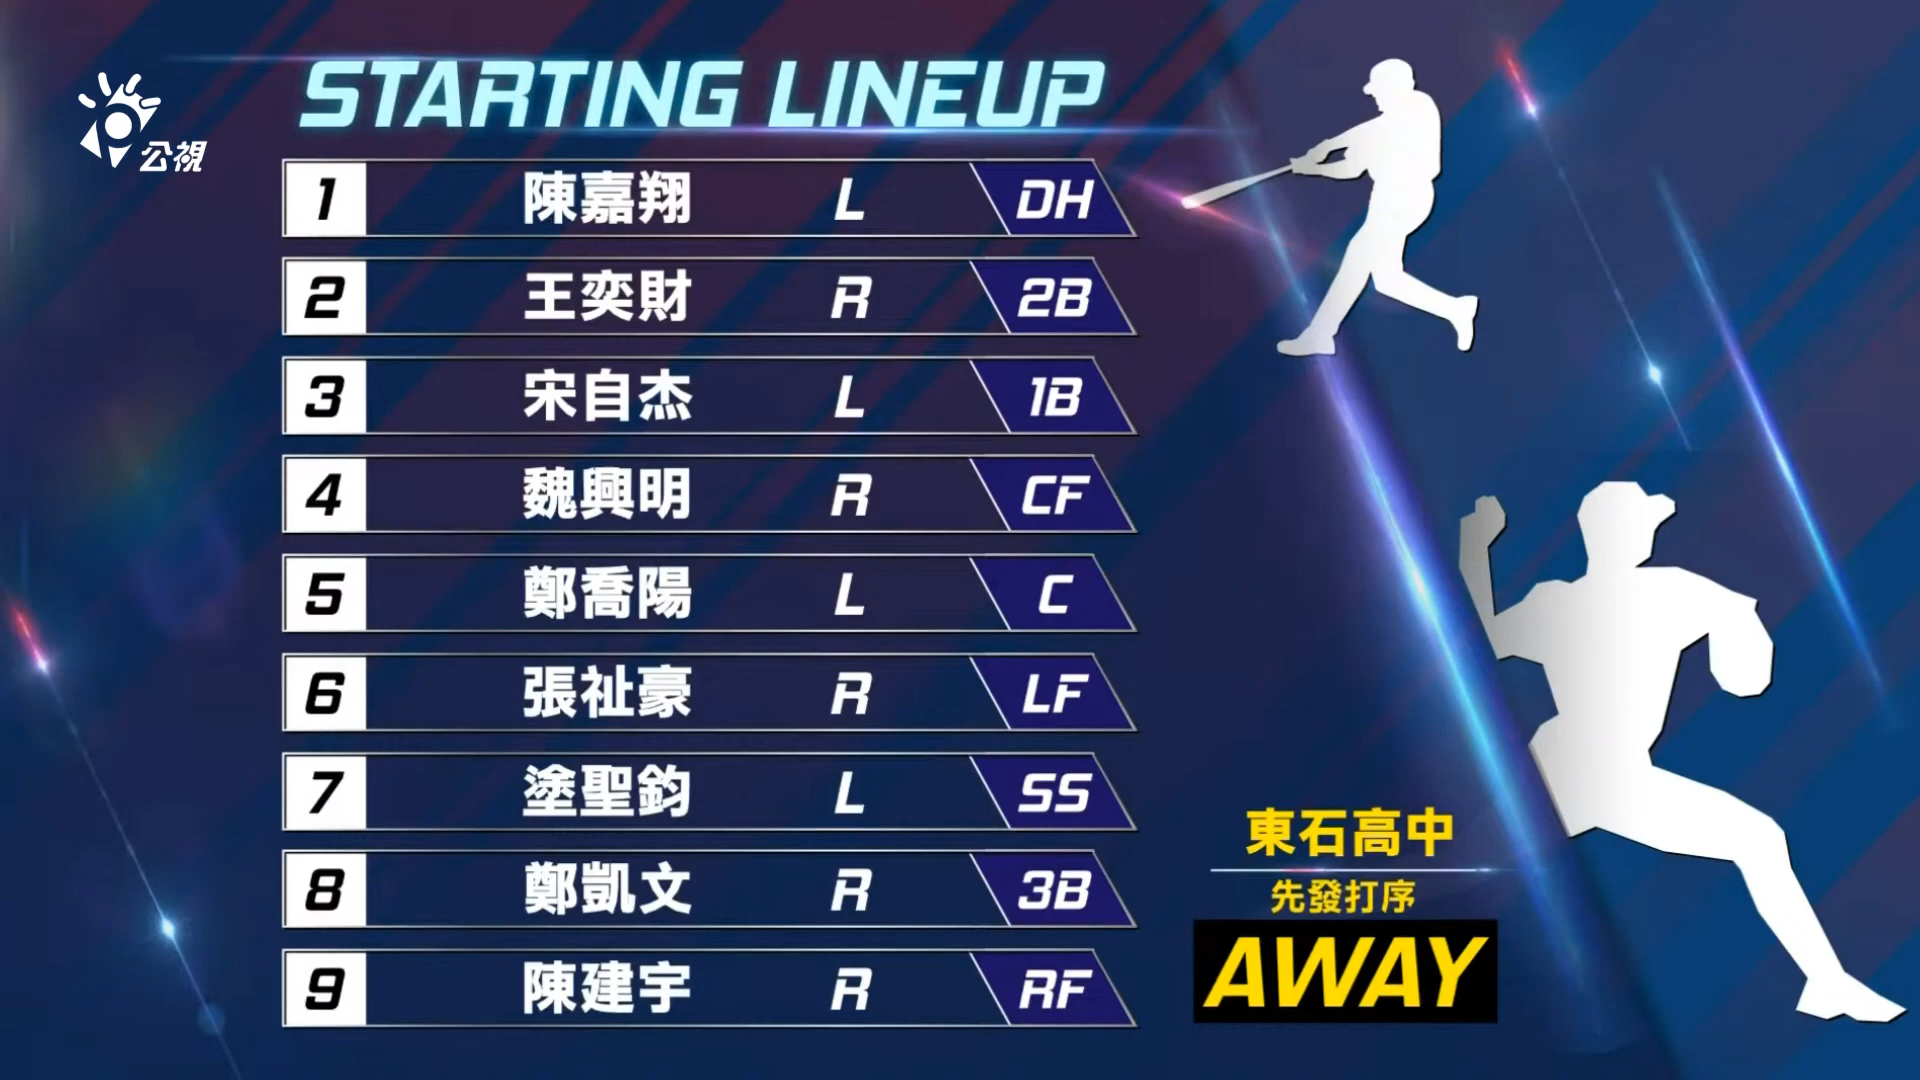 STARTING LINEUP
公視
1 陳嘉翔 L DH
2 王奕財 R 2B
3 宋自杰 L 1B
4 魏興明 R CF
5 鄭喬陽 L C
6 張祉豪 R LF
7 塗聖鈞 L SS
8 鄭凱文 R 3B
9 陳建宇 R RF
東石高中
先發打序
AWAY